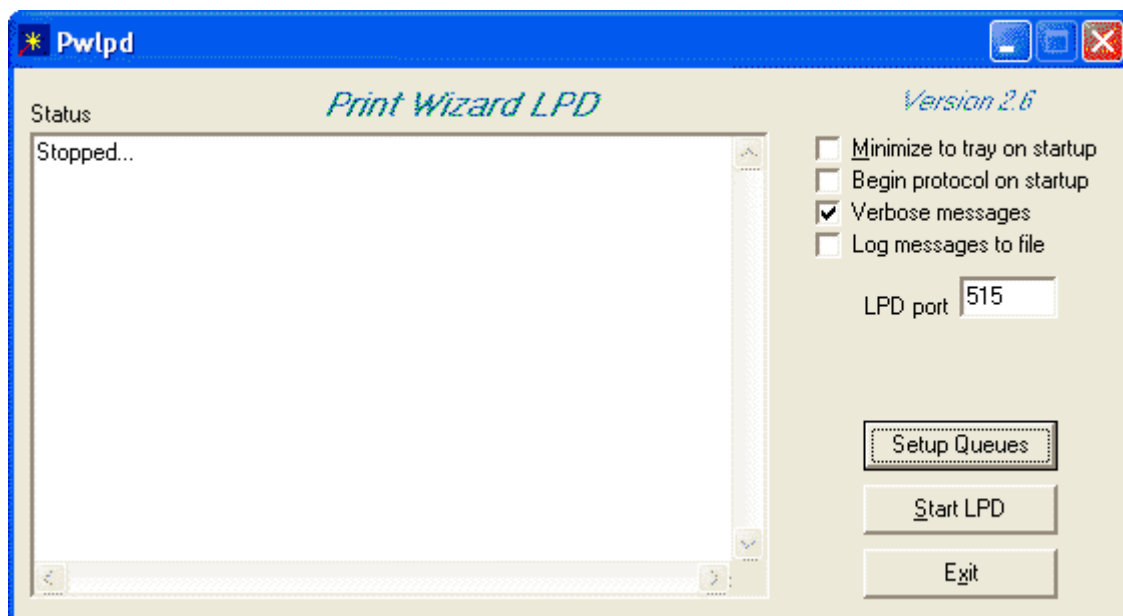 Pwlpd
Status
Print Wizard LPD
Version 2.6
Stopped...
Minimize to tray on startup
Begin protocol on startup
Verbose messages
Log messages to file
LPD port 515
Setup Queues
Start LPD
Exit